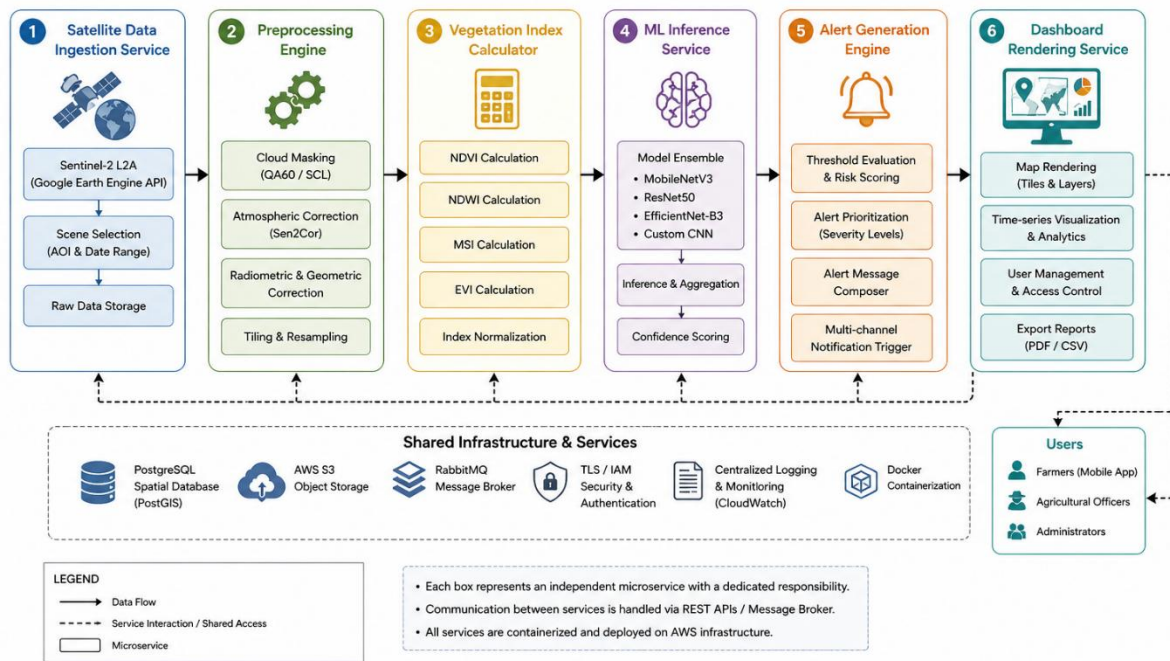 1
Satellite Data
Ingestion Service
Sentinel-2 L2A
(Google Earth Engine API)
Scene Selection
(AOI & Date Range)
Raw Data Storage
2
Preprocessing
Engine
Cloud Masking
(QA60 / SCL)
Atmospheric Correction
(Sen2Cor)
Radiometric & Geometric
Correction
Tiling & Resampling
3
Vegetation Index
Calculator
NDVI Calculation
NDWI Calculation
MSI Calculation
EVI Calculation
Index Normalization
4
ML Inference
Service
Model Ensemble
• MobileNetV3
• ResNet50
• EfficientNet-B3
• Custom CNN
Inference & Aggregation
Confidence Scoring
5
Alert Generation
Engine
Threshold Evaluation
& Risk Scoring
Alert Prioritization
(Severity Levels)
Alert Message
Composer
Multi-channel
Notification Trigger
6
Dashboard
Rendering Service
Map Rendering
(Tiles & Layers)
Time-series Visualization
& Analytics
User Management
& Access Control
Export Reports
(PDF / CSV)
Shared Infrastructure & Services
PostgreSQL
Spatial Database
(PostGIS)
AWS S3
Object Storage
RabbitMQ
Message Broker
TLS / IAM
Security &
Authentication
Centralized Logging
& Monitoring
(CloudWatch)
Docker
Containerization
Users
Farmers (Mobile App)
Agricultural Officers
Administrators
LEGEND
Data Flow
Service Interaction / Shared Access
Microservice
• Each box represents an independent microservice with a dedicated responsibility.
• Communication between services is handled via REST APIs / Message Broker.
• All services are containerized and deployed on AWS infrastructure.